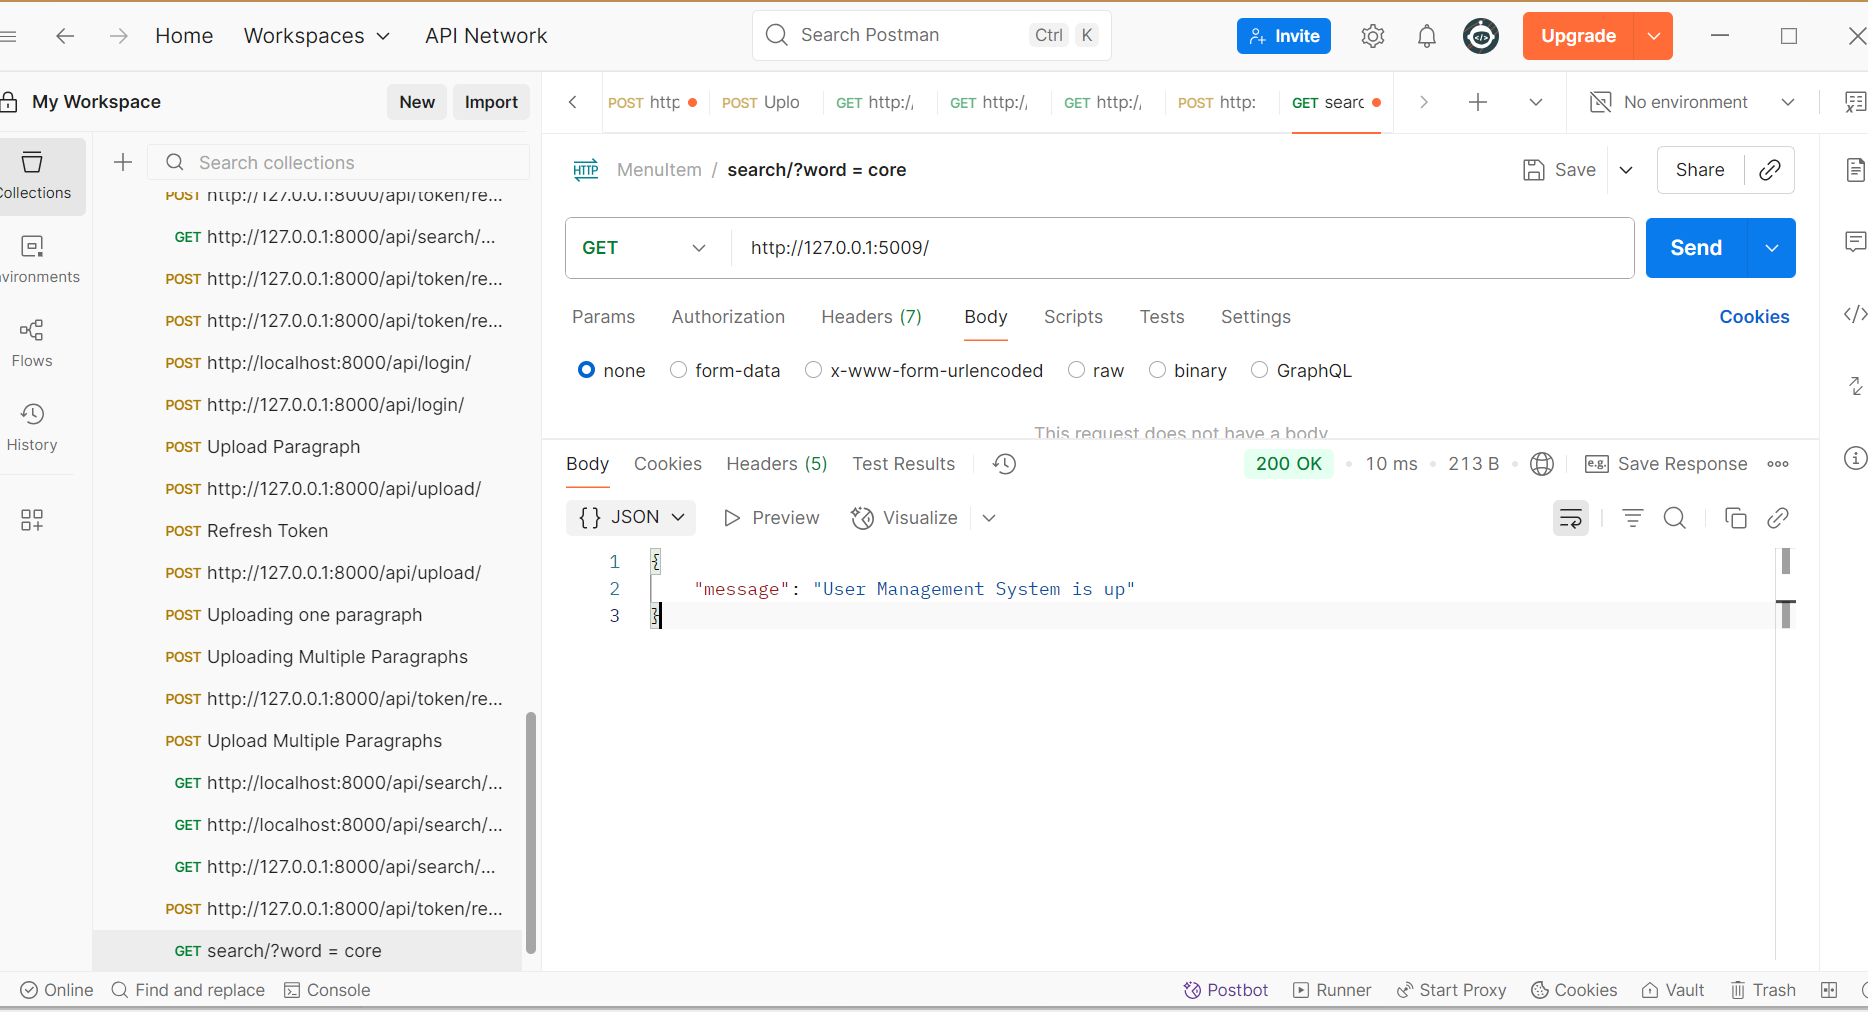 Home Workspaces API Network Search Postman Ctrl K Invite Upgrade
My Workspace New Import
POST http POST Uplo GET http:/ GET http:/ GET http:/ POST http: GET searc No environment
Collections
Search collections
POST http://127.0.0.1:8000/api/token/re...
GET http://127.0.0.1:8000/api/search/...
Environments
POST http://127.0.0.1:8000/api/token/re...
POST http://127.0.0.1:8000/api/token/re...
Flows
POST http://localhost:8000/api/login/
POST http://127.0.0.1:8000/api/login/
History
POST Upload Paragraph
POST http://127.0.0.1:8000/api/upload/
POST Refresh Token
POST http://127.0.0.1:8000/api/upload/
POST Uploading one paragraph
POST Uploading Multiple Paragraphs
POST http://127.0.0.1:8000/api/token/re...
POST Upload Multiple Paragraphs
GET http://localhost:8000/api/search/...
GET http://localhost:8000/api/search/...
GET http://127.0.0.1:8000/api/search/...
POST http://127.0.0.1:8000/api/token/re...
GET search/?word = core
HTTP MenuItem / search/?word = core Save Share
GET http://127.0.0.1:5009/ Send
Params Authorization Headers (7) Body Scripts Tests Settings Cookies
none form-data x-www-form-urlencoded raw binary GraphQL
This request does not have a body
Body Cookies Headers (5) Test Results 200 OK 10 ms 213 B e.g. Save Response
{} JSON Preview Visualize
1 {
2 "message": "User Management System is up"
3 }
Online Find and replace Console Postbot Runner Start Proxy Cookies Vault Trash